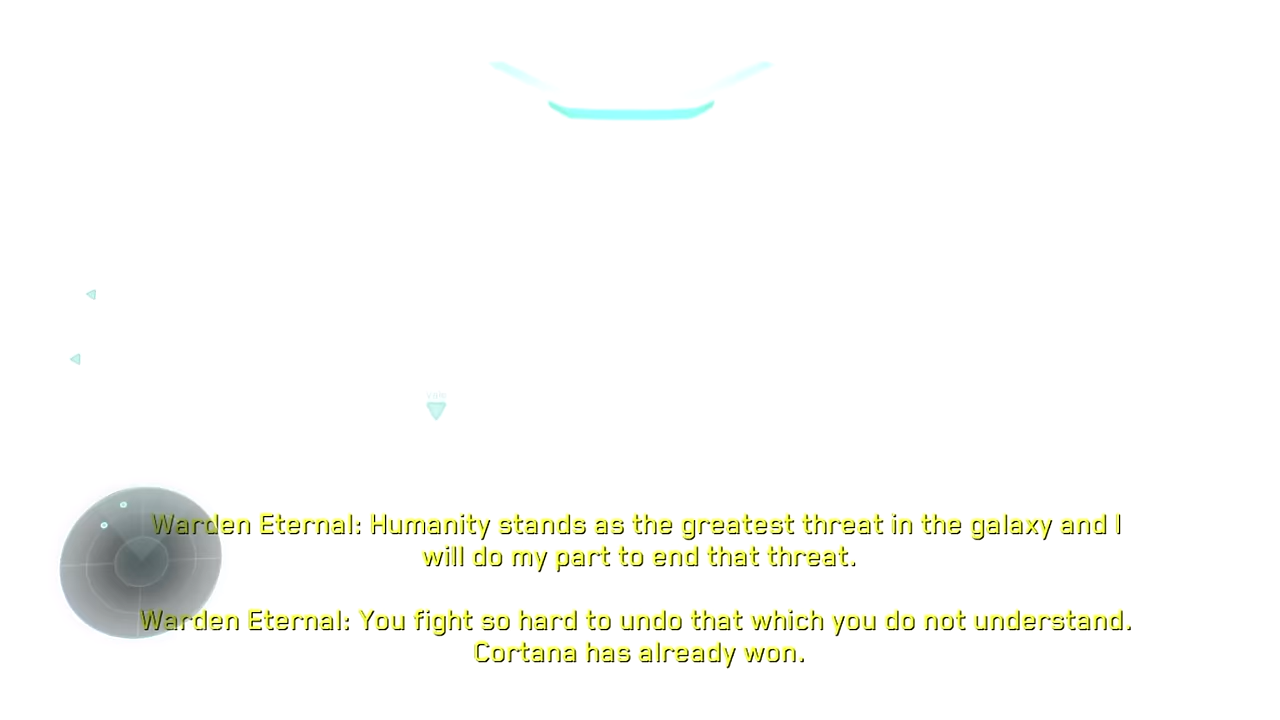 Warden Eternal: Humanity stands as the greatest threat in the galaxy and I
will do my part to end that threat.
Warden Eternal: You fight so hard to undo that which you do not understand.
Cortana has already won.